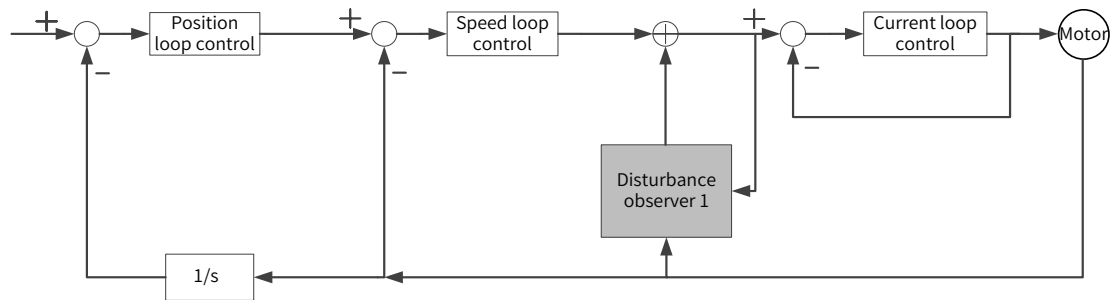 +
Position
loop control
+
Speed loop
control
+
Current loop
control
Motor
−
−
−
Disturbance
observer 1
1/s